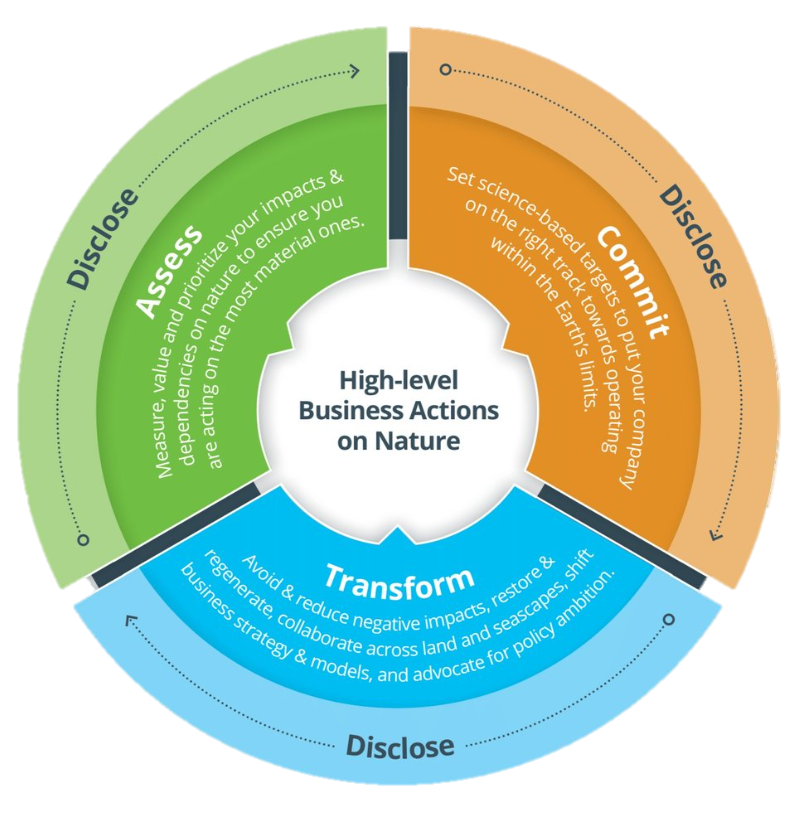 High-level
Business Actions
on Nature
Disclose
Assess
Measure, value and prioritize your impacts &
dependencies on nature to ensure you
are acting on the most material ones.
Disclose
Commit
Set science-based targets to put your company
on the right track towards operating
within the Earth's limits.
Transform
Avoid & reduce negative impacts, restore &
regenerate, collaborate across land and seascapes, shift
business strategy & models, and advocate for policy ambition.
Disclose